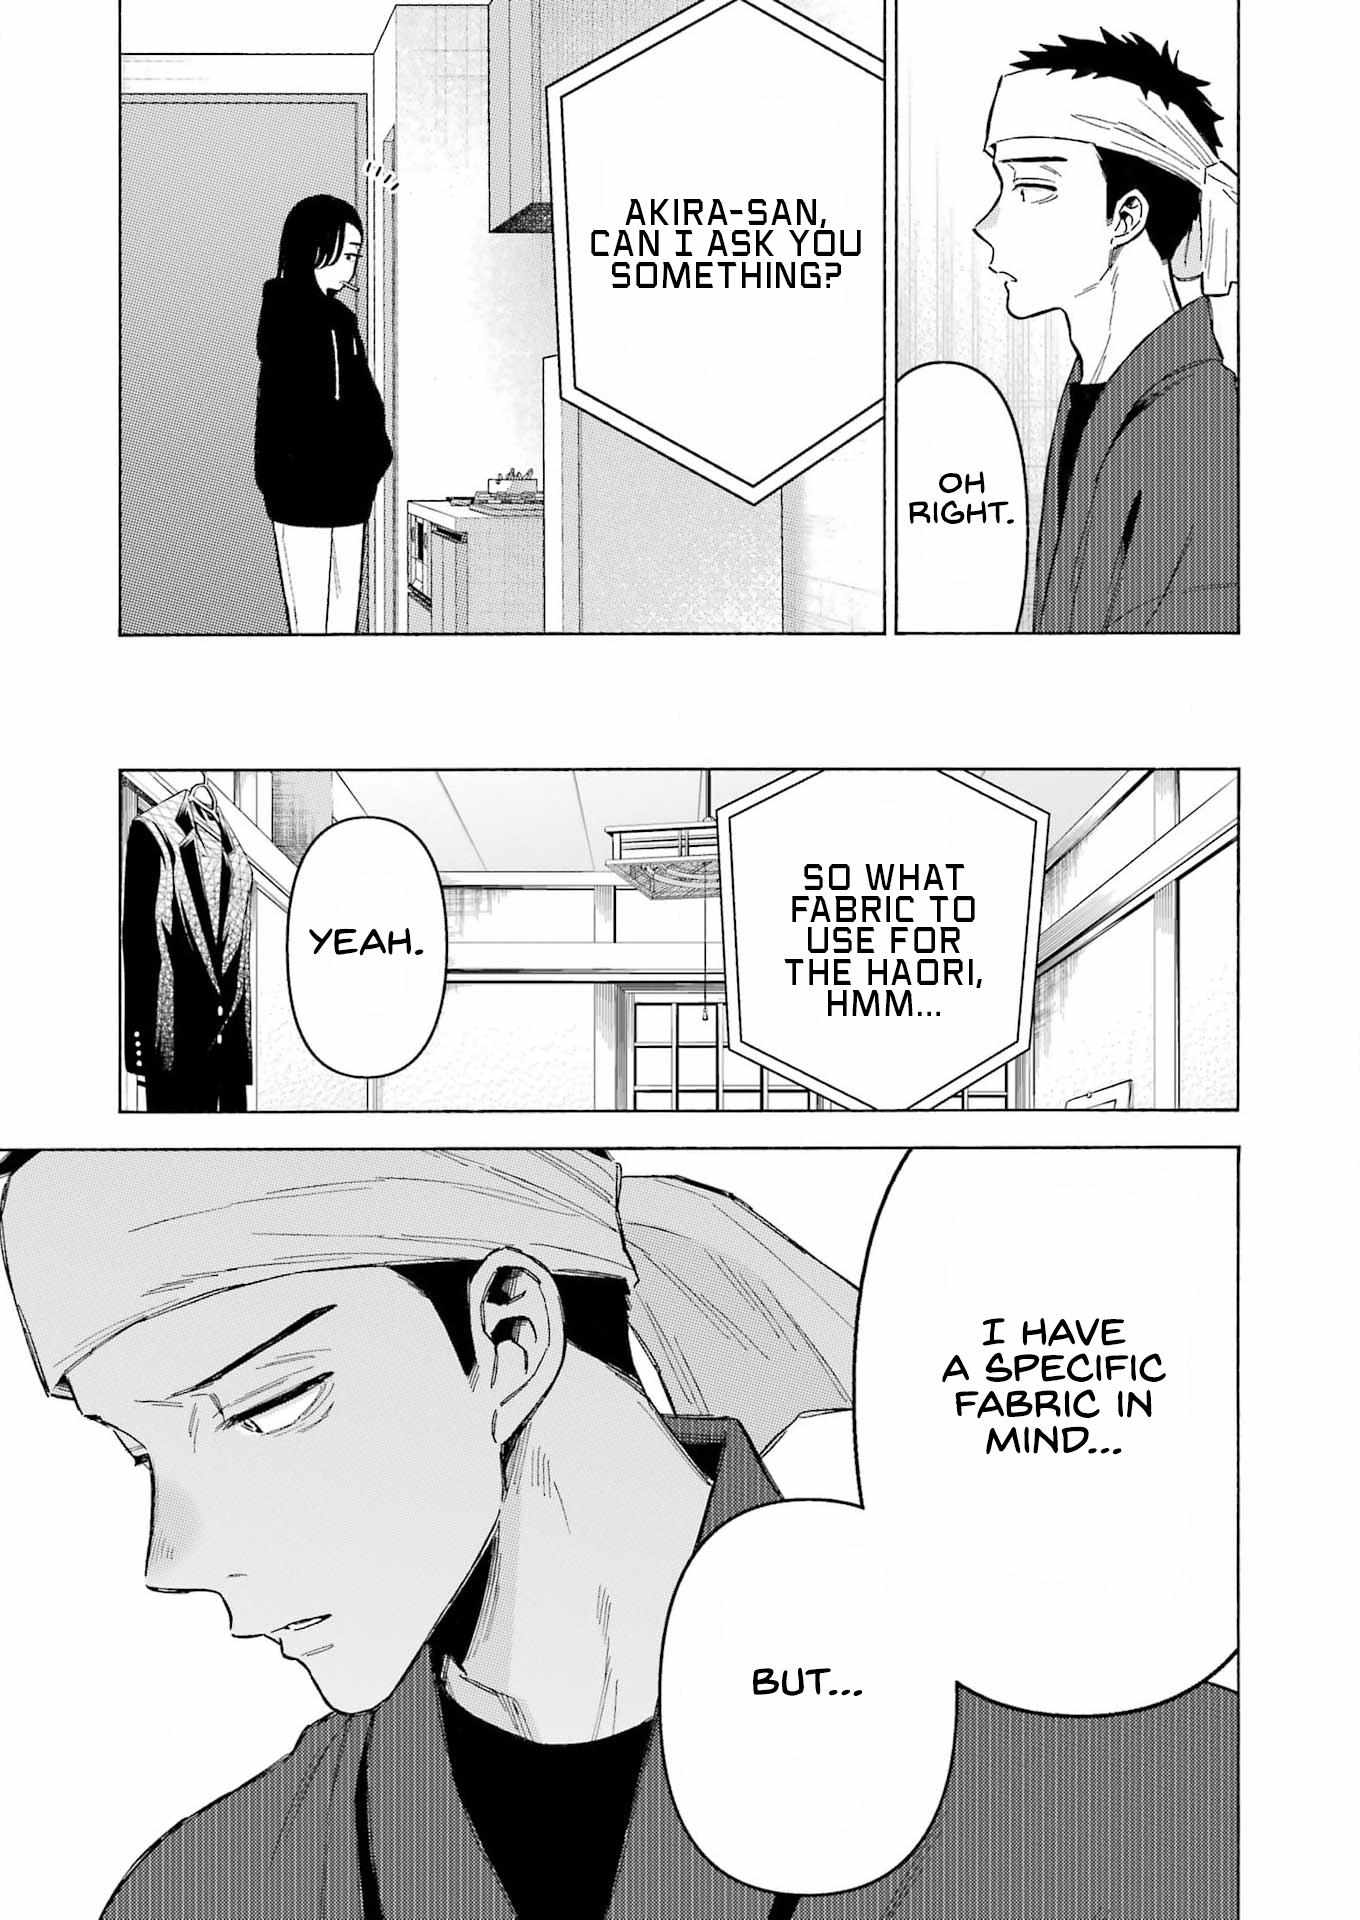 OH
RIGHT.
AKIRA-SAN,
CAN I ASK YOU
SOMETHING?
SO WHAT
FABRIC TO
USE FOR
THE HAORI,
HMM...
YEAH.
I HAVE
A SPECIFIC
FABRIC IN
MIND...
BUT...